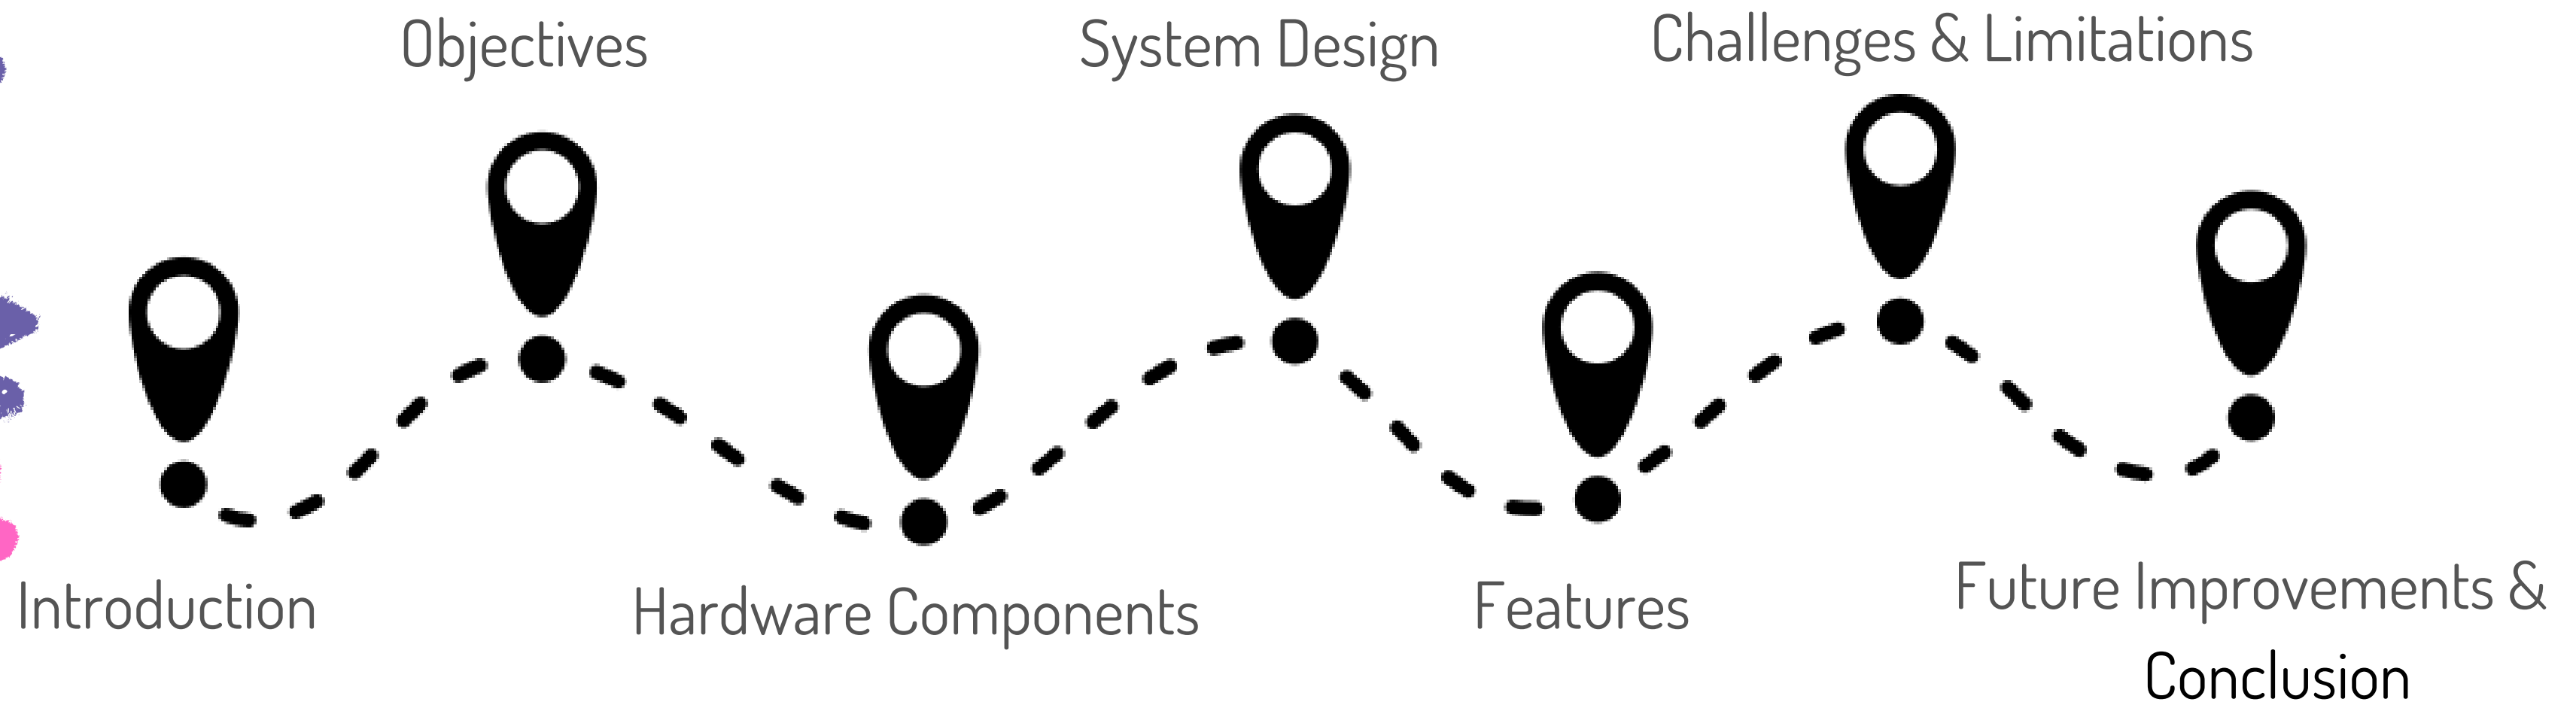 Objectives
System Design
Challenges & Limitations
Introduction
Hardware Components
Features
Future Improvements &
Conclusion